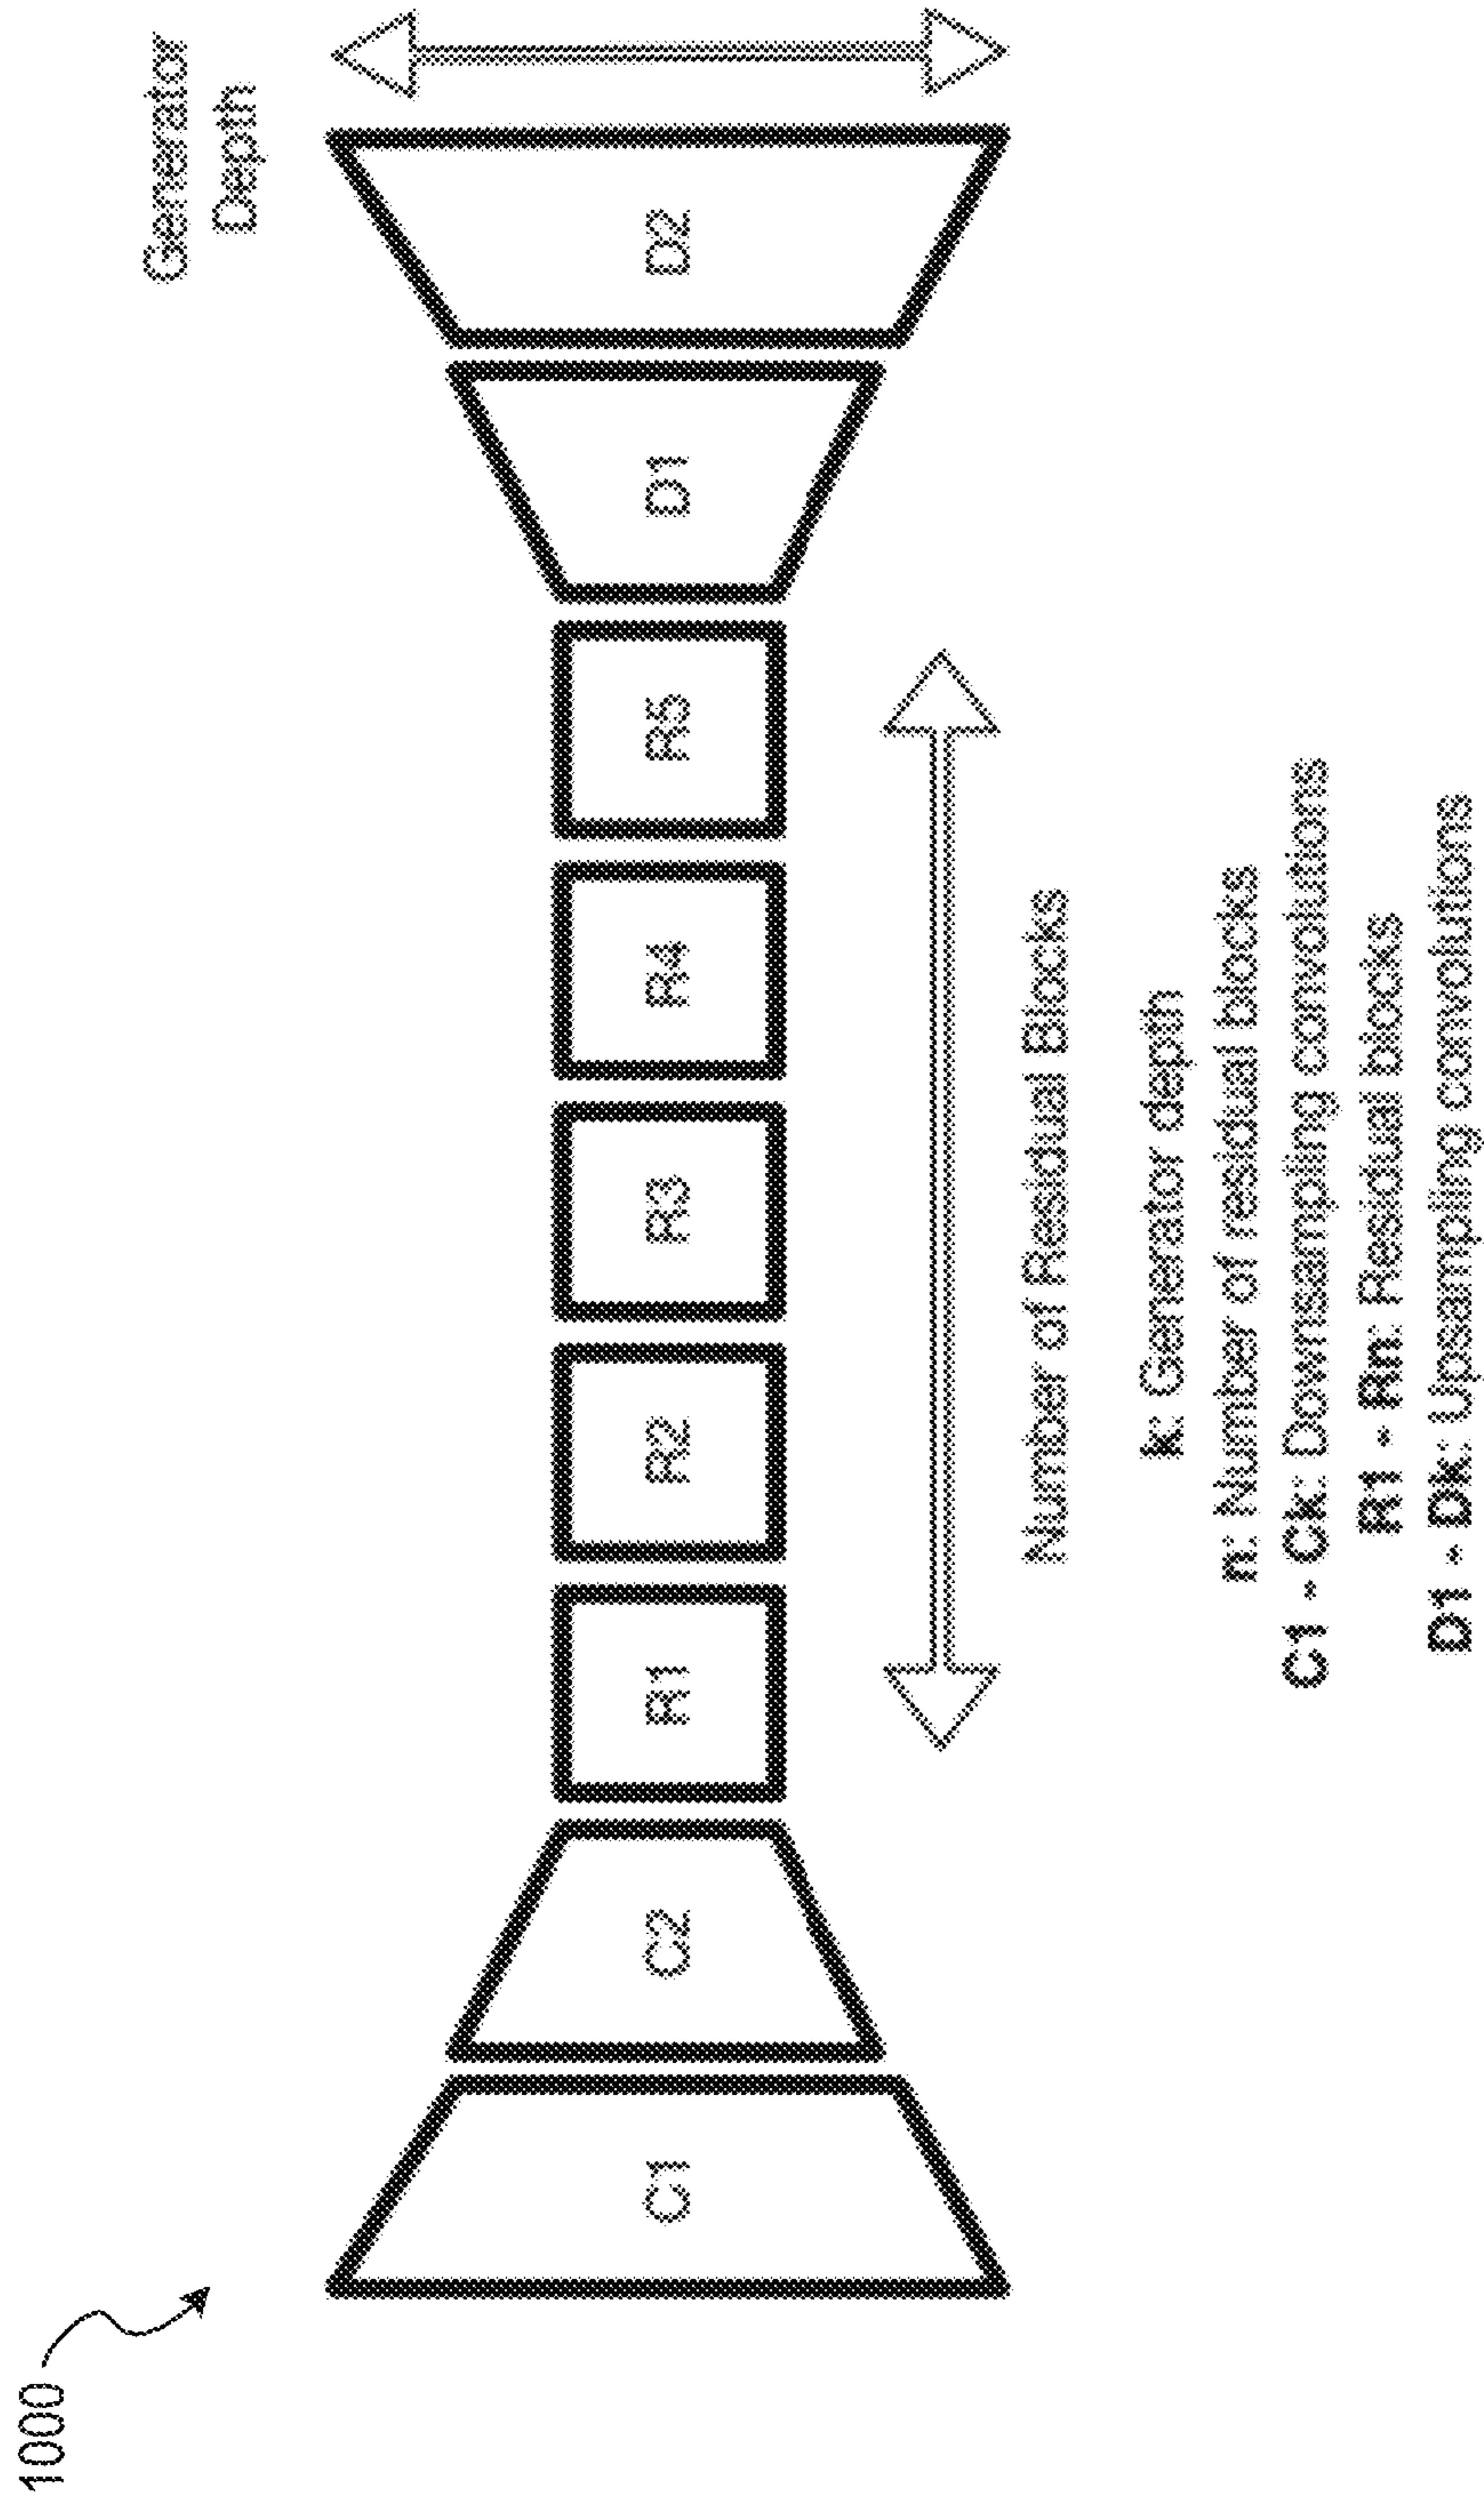 1000
Generator
Depth
C1
C2
R1
R2
R3
R4
R5
D1
D2
Number of Residual Blocks
k: Generator depth
n: Number of residual blocks
C1 - Ck: Downsampling convolutions
R1 - Rn: Residual blocks
D1 - Dk: Upsampling convolutions